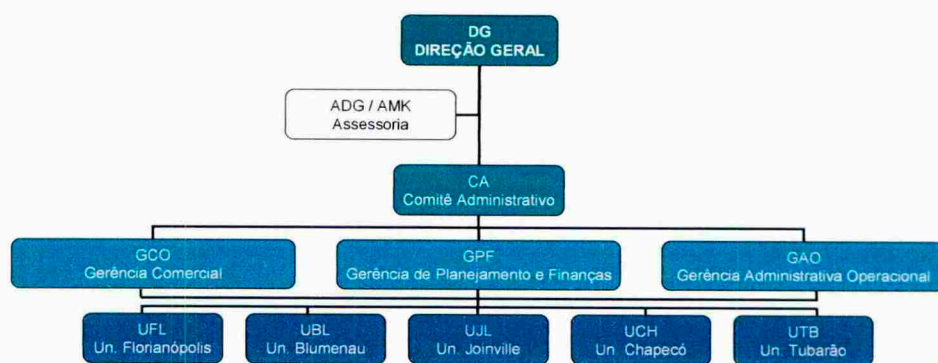 DG
DIREÇÃO GERAL
ADG / AMK
Assessoria
CA
Comitê Administrativo
GCO
Gerência Comercial
GPF
Gerência de Planejamento e Finanças
GAO
Gerência Administrativa Operacional
UFL
Un. Florianópolis
UBL
Un. Blumenau
UJL
Un. Joinville
UCH
Un. Chapecó
UTB
Un. Tubarão